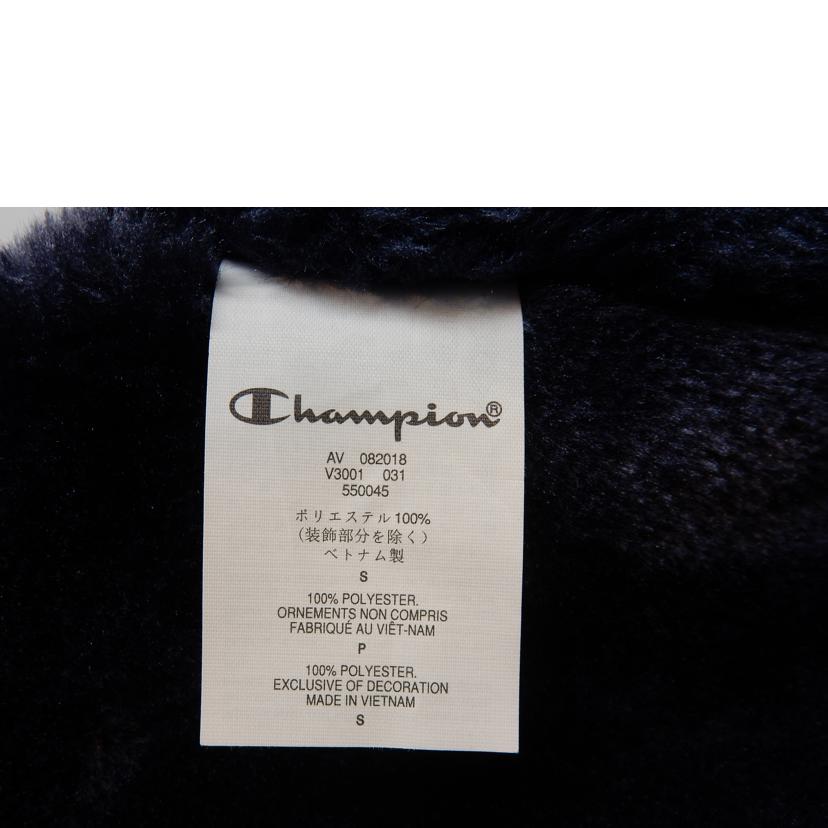 Champion®
AV 082018
V3001 031
550045
ポリエステル100%
(装飾部分を除く)
ベトナム製
S
100% POLYESTER.
ORNEMENTS NON COMPRIS
FABRIQUÉ AU VIÊT-NAM
P
100% POLYESTER.
EXCLUSIVE OF DECORATION
MADE IN VIETNAM
S